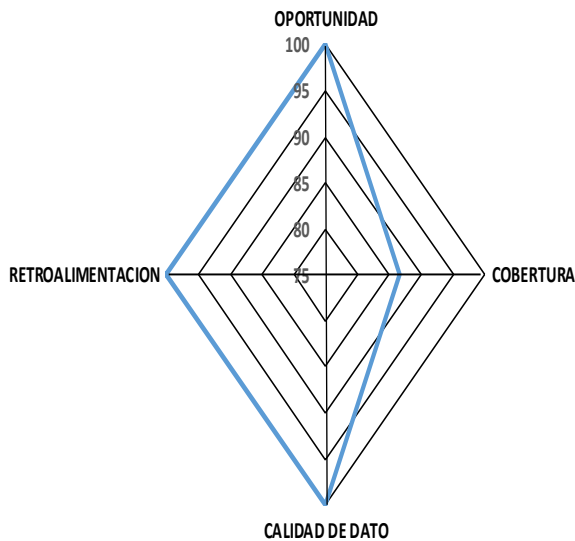 OPORTUNIDAD
100
95
90
85
80
RETROALIMENTACION
75
COBERTURA
CALIDAD DE DATO